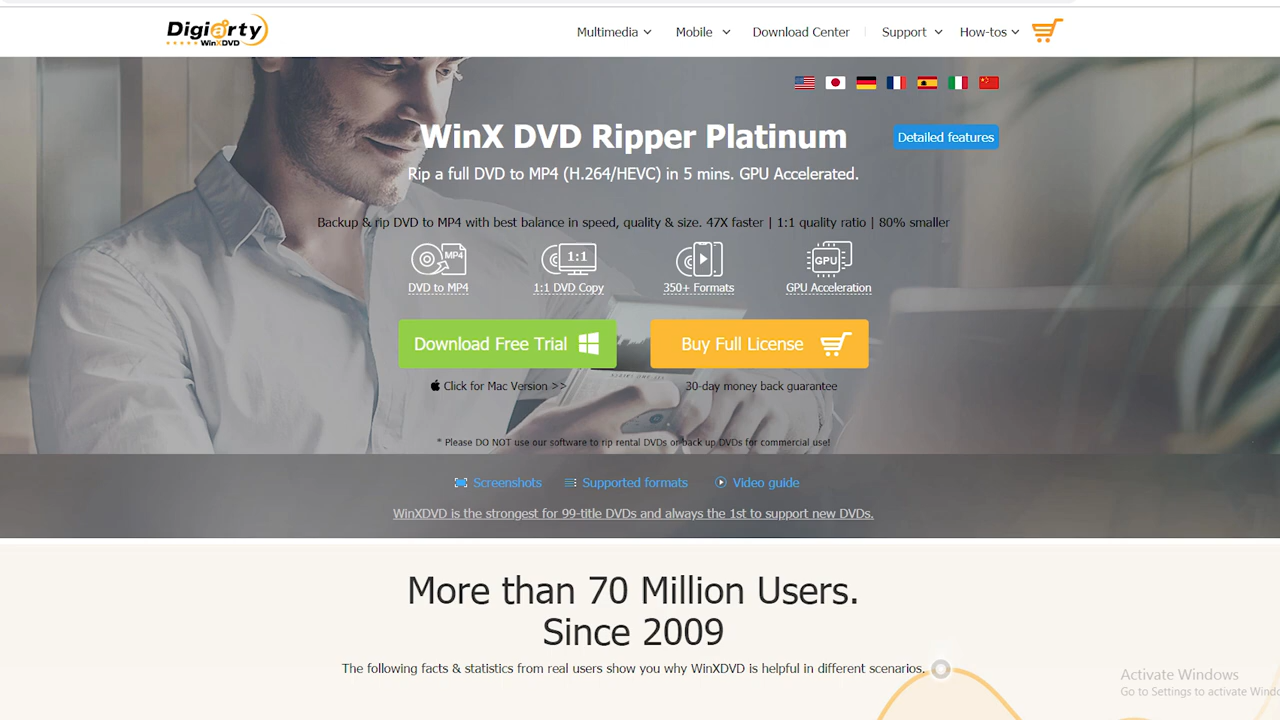 Digiarty
WinXDVD
Multimedia
Mobile
Download Center
Support
How-tos
WinX DVD Ripper Platinum
Detailed features
Rip a full DVD to MP4 (H.264/HEVC) in 5 mins. GPU Accelerated.
Backup & rip DVD to MP4 with best balance in speed, quality & size. 47X faster | 1:1 quality ratio | 80% smaller
MP4
1:1
GPU
DVD to MP4
1:1 DVD Copy
350+ Formats
GPU Acceleration
Download Free Trial
Buy Full License
Click for Mac Version >>
30-day money back guarantee
* Please DO NOT use our software to rip rental DVDs or back up DVDs for commercial use!
Screenshots
Supported formats
Video guide
WinXDVD is the strongest for 99-title DVDs and always the 1st to support new DVDs.
More than 70 Million Users.
Since 2009
The following facts & statistics from real users show you why WinXDVD is helpful in different scenarios.
Activate Windows
Go to Settings to activate Windo